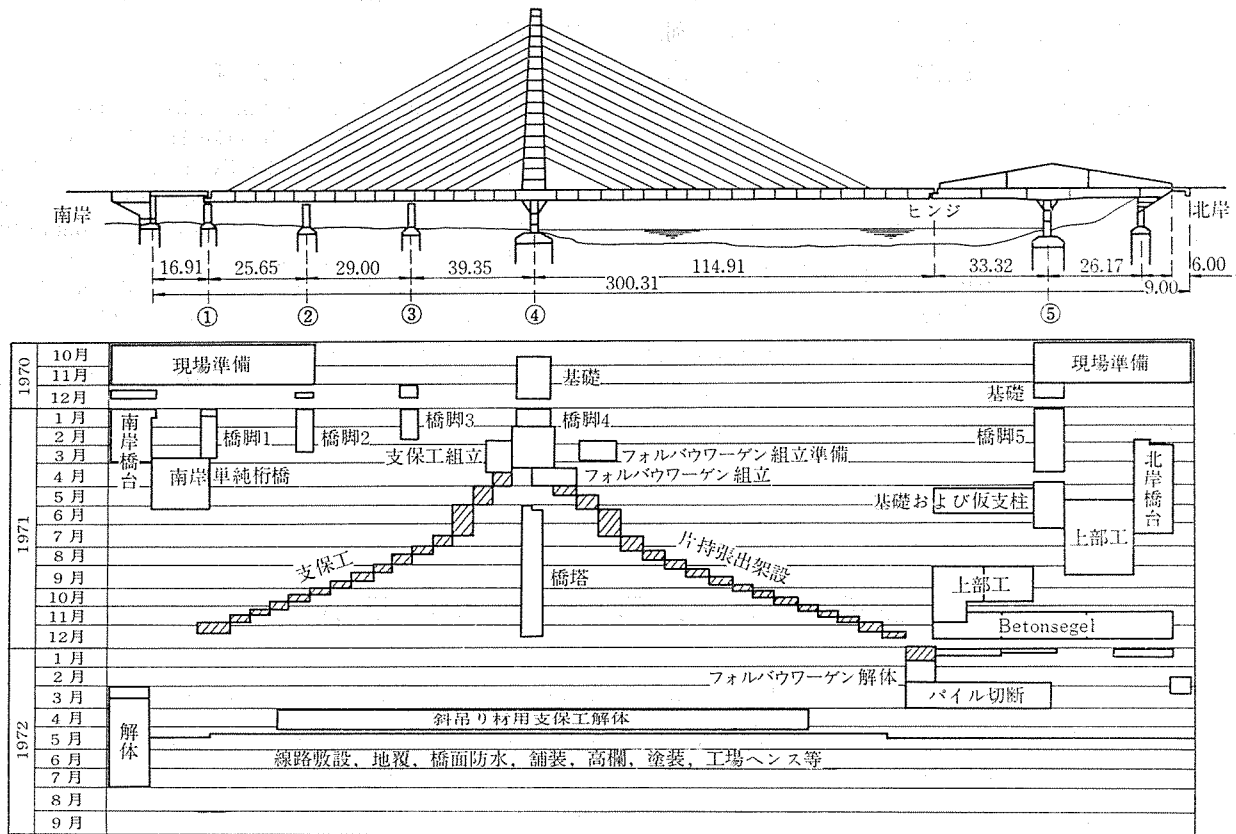 南岸
ヒンジ
北岸
16.91 25.65 29.00 39.35 114.91 33.32 26.17 6.00
300.31 9.00
① ② ③ ④ ⑤
1970
10月
11月
12月
現場準備
基礎
現場準備
基礎
1971
1月
2月
3月
4月
5月
6月
7月
8月
9月
10月
11月
12月
南岸橋台
橋脚1
橋脚2
橋脚3
橋脚4
橋脚5
支保工組立
フォルバウワーゲン組立準備
南岸単純桁橋
フォルバウワーゲン組立
北岸橋台
基礎および仮支柱
上部工
支保工
片持張出架設
橋塔
上部工
Betonsegel
1972
1月
2月
3月
4月
5月
6月
7月
8月
9月
フォルバウワーゲン解体
パイル切断
解体
斜吊り材用支保工解体
線路敷設，地覆，橋面防水，舗装，高欄，塗装，工場ヘンス等